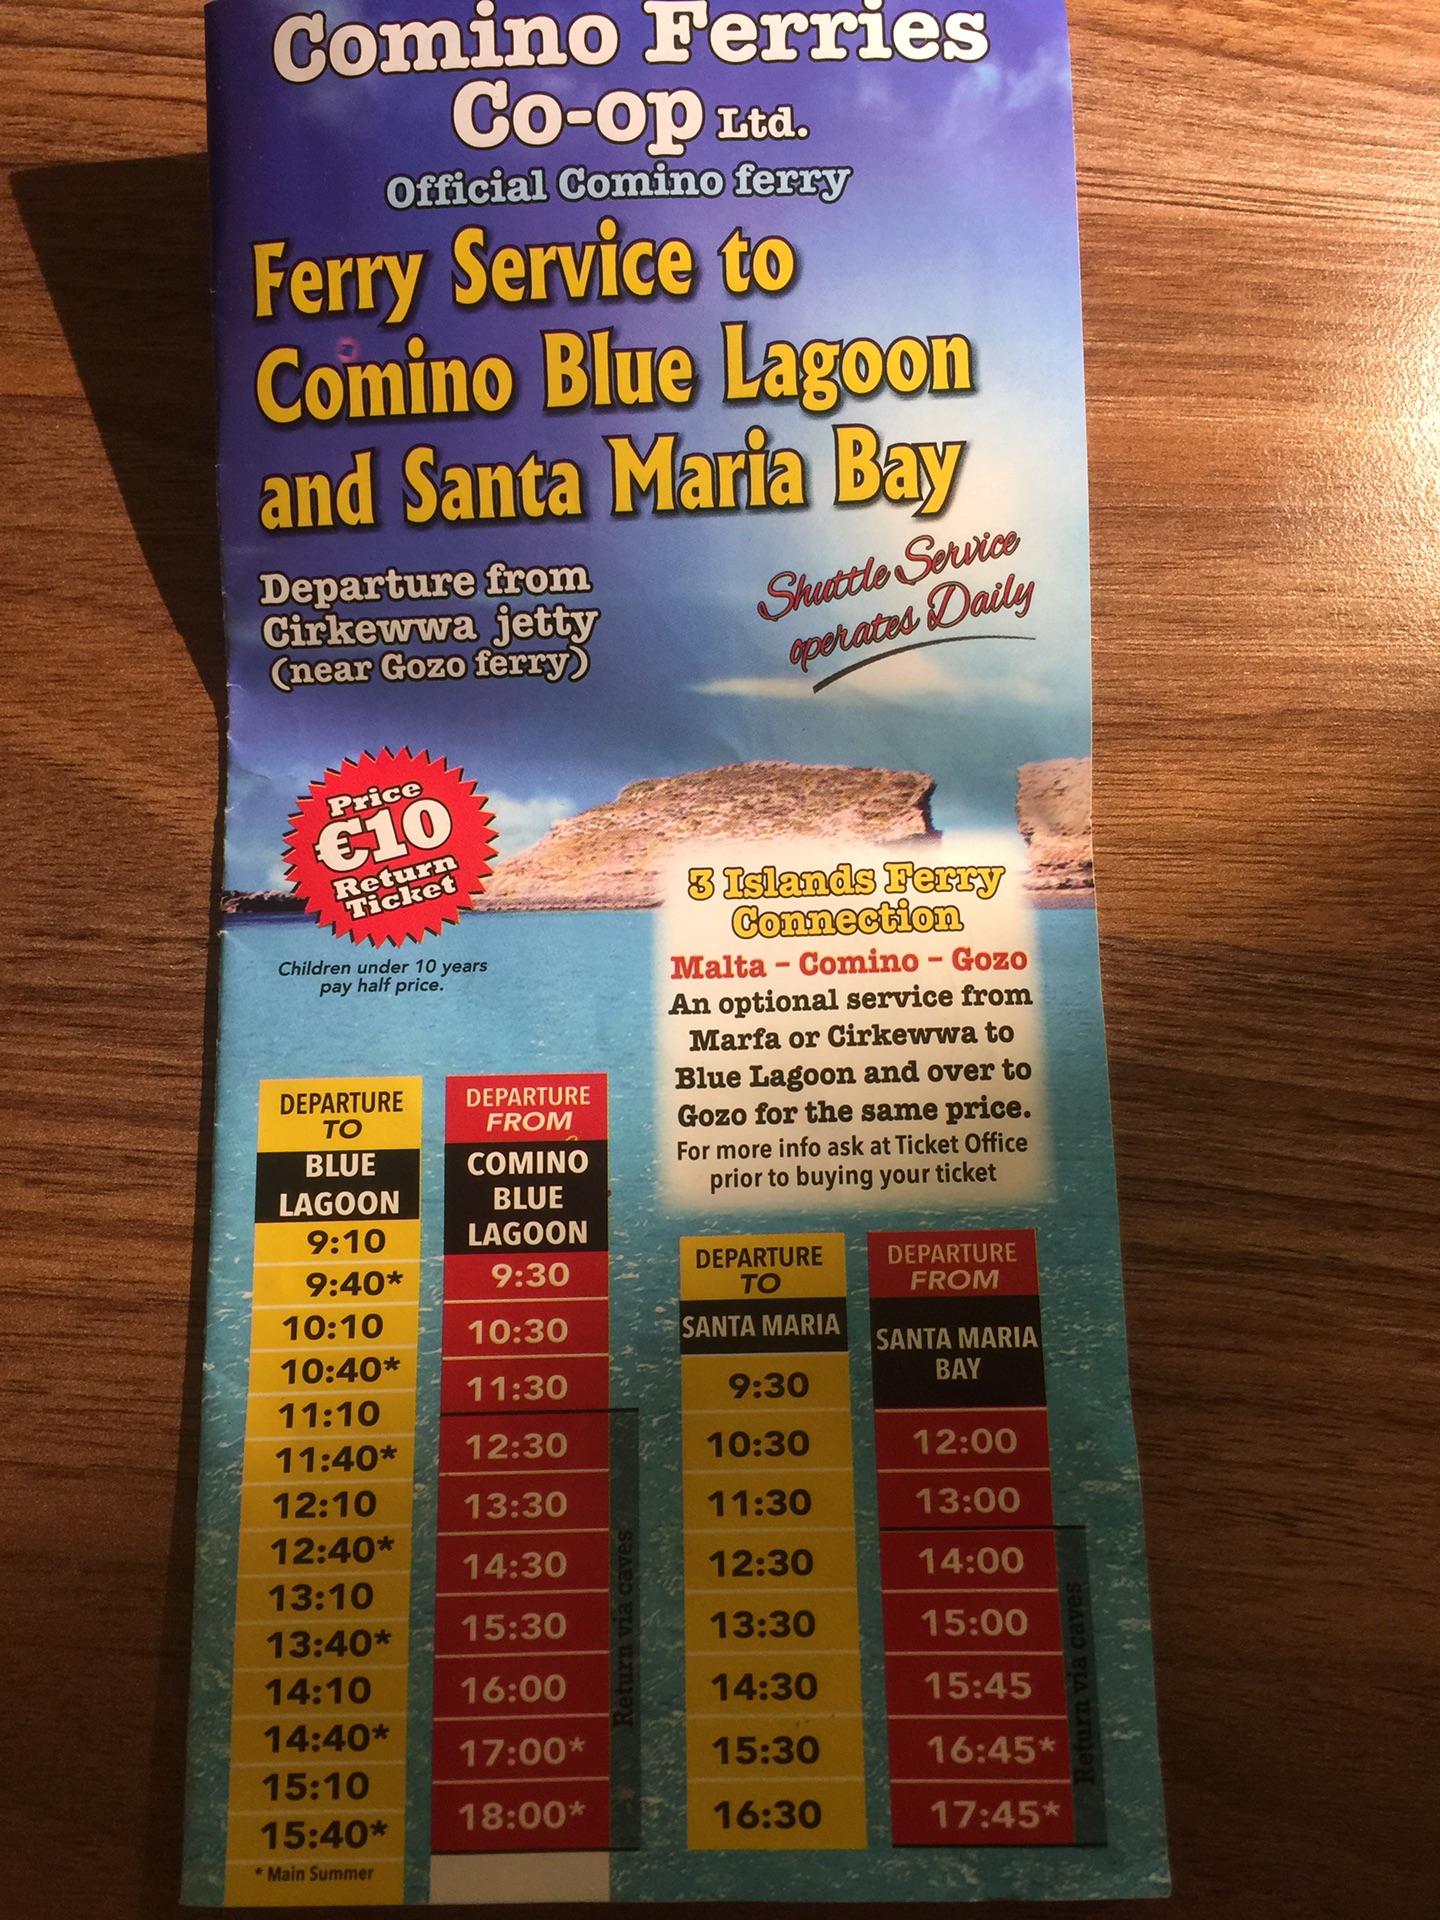 Comino Ferries
Co-op Ltd.
Official Comino ferry
Ferry Service to
Comino Blue Lagoon
and Santa Maria Bay
Departure from
Cirkewwa jetty
(near Gozo ferry)
Shuttle Service
operates Daily
Price
€10
Return
Ticket
Children under 10 years
pay half price.
3 Islands Ferry
Connection
Malta - Comino - Gozo
An optional service from
Marfa or Cirkewwa to
Blue Lagoon and over to
Gozo for the same price.
For more info ask at Ticket Office
prior to buying your ticket
DEPARTURE
TO
BLUE
LAGOON
9:10
9:40*
10:10
10:40*
11:10
11:40*
12:10
12:40*
13:10
13:40*
14:10
14:40*
15:10
15:40*
* Main Summer
DEPARTURE
FROM
COMINO
BLUE
LAGOON
9:30
10:30
11:30
12:30
13:30
14:30
15:30
16:00
17:00*
18:00*
Return via caves
DEPARTURE
TO
SANTA MARIA
9:30
10:30
11:30
12:30
13:30
14:30
15:30
16:30
DEPARTURE
FROM
SANTA MARIA
BAY
12:00
13:00
14:00
15:00
15:45
16:45*
17:45*
Return via caves